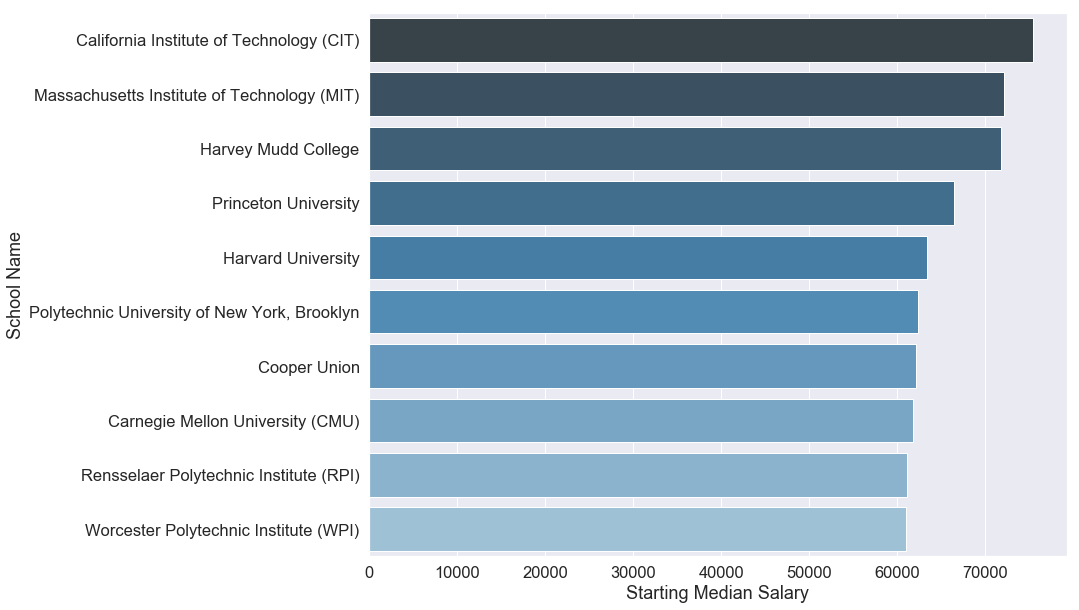 School Name
California Institute of Technology (CIT)
Massachusetts Institute of Technology (MIT)
Harvey Mudd College
Princeton University
Harvard University
Polytechnic University of New York, Brooklyn
Cooper Union
Carnegie Mellon University (CMU)
Rensselaer Polytechnic Institute (RPI)
Worcester Polytechnic Institute (WPI)
0 10000 20000 30000 40000 50000 60000 70000
Starting Median Salary